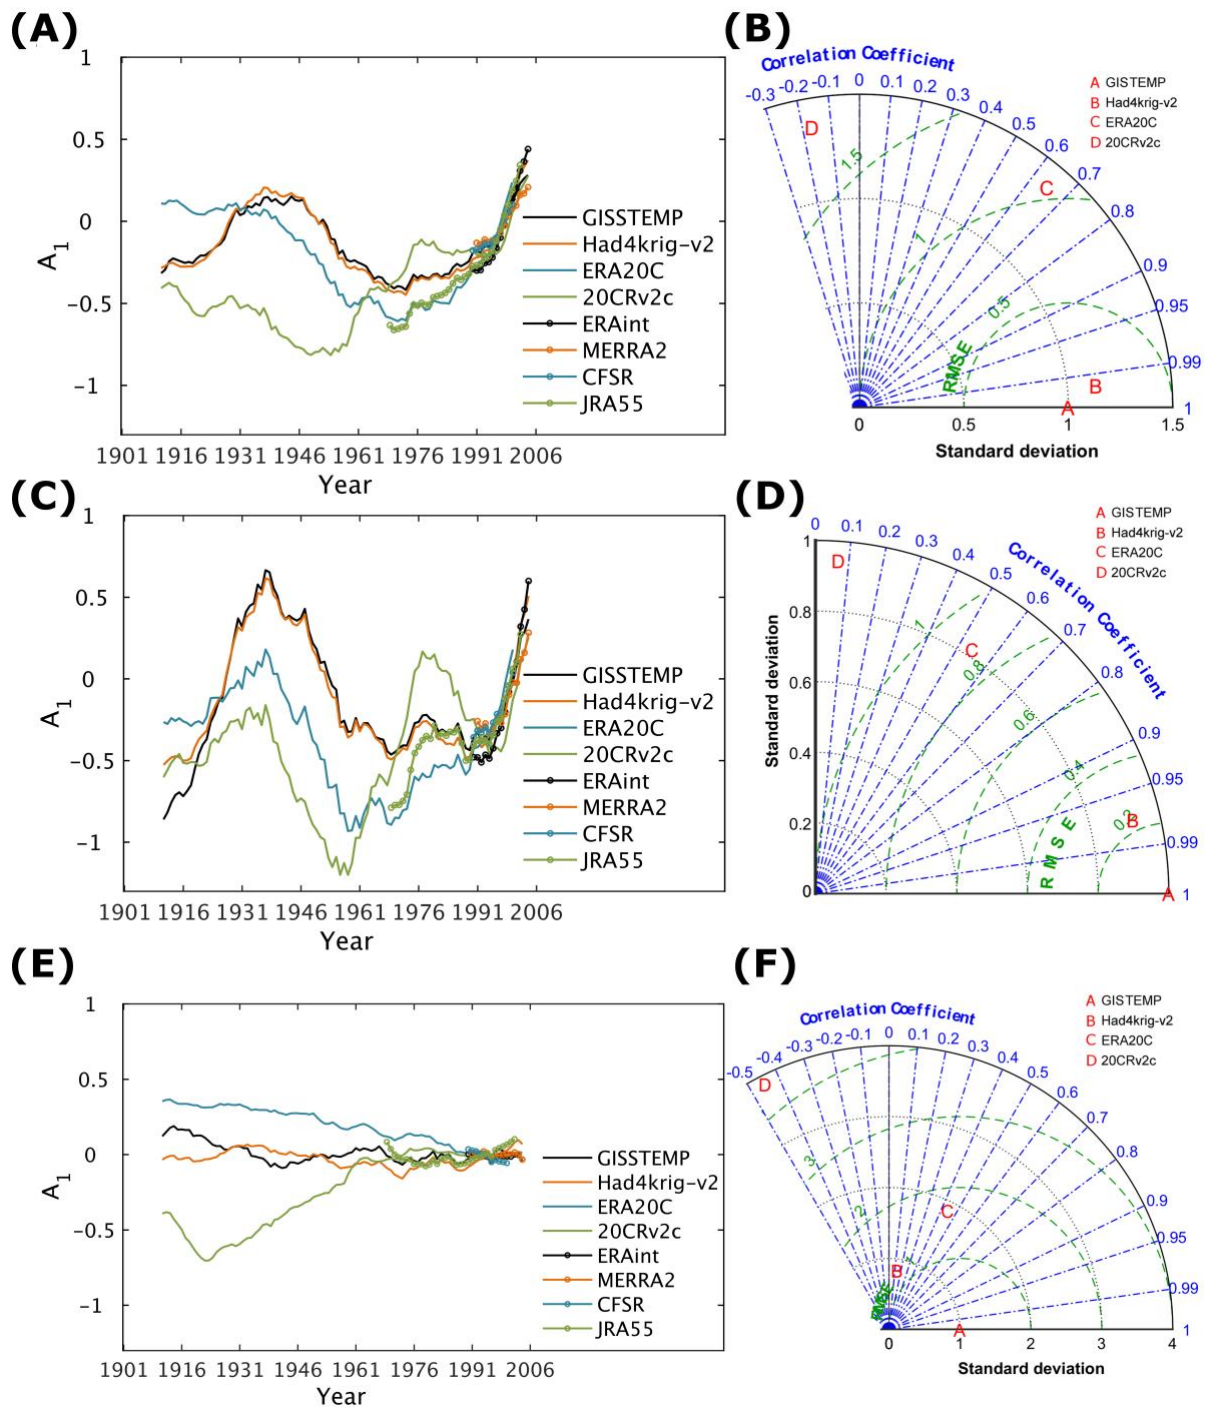 (A)
1
0.5
0
−0.5
−1
A1
1901 1916 1931 1946 1961 1976 1991 2006
Year
GISSTEMP
Had4krig-v2
ERA20C
20CRv2c
ERAint
MERRA2
CFSR
JRA55
(B)
Correlation Coefficient
-0.3 -0.2 -0.1 0 0.1 0.2 0.3 0.4 0.5 0.6 0.7 0.8 0.9 0.95 0.99 1
A GISTEMP
B Had4krig-v2
C ERA20C
D 20CRv2c
D
C
B
A
1.5
1
0.5
RMSE
0 0.5 1 1.5
Standard deviation
(C)
1
0.5
0
−0.5
−1
A1
1901 1916 1931 1946 1961 1976 1991 2006
Year
GISSTEMP
Had4krig-v2
ERA20C
20CRv2c
ERAint
MERRA2
CFSR
JRA55
(D)
0 0.1 0.2 0.3 0.4 0.5 0.6 0.7 0.8 0.9 0.95 0.99 1
Correlation Coefficient
A GISTEMP
B Had4krig-v2
C ERA20C
D 20CRv2c
1
0.8
0.6
0.4
0.2
0
Standard deviation
D
C
B
A
1
0.8
0.6
0.4
0.2
RMSE
(E)
1
0.5
0
−0.5
−1
A1
1901 1916 1931 1946 1961 1976 1991 2006
Year
GISSTEMP
Had4krig-v2
ERA20C
20CRv2c
ERAint
MERRA2
CFSR
JRA55
(F)
Correlation Coefficient
-0.5 -0.4 -0.3 -0.2 -0.1 0 0.1 0.2 0.3 0.4 0.5 0.6 0.7 0.8 0.9 0.95 0.99 1
A GISTEMP
B Had4krig-v2
C ERA20C
D 20CRv2c
D
C
B
A
3
2
RMSE
0 1 2 3 4
Standard deviation